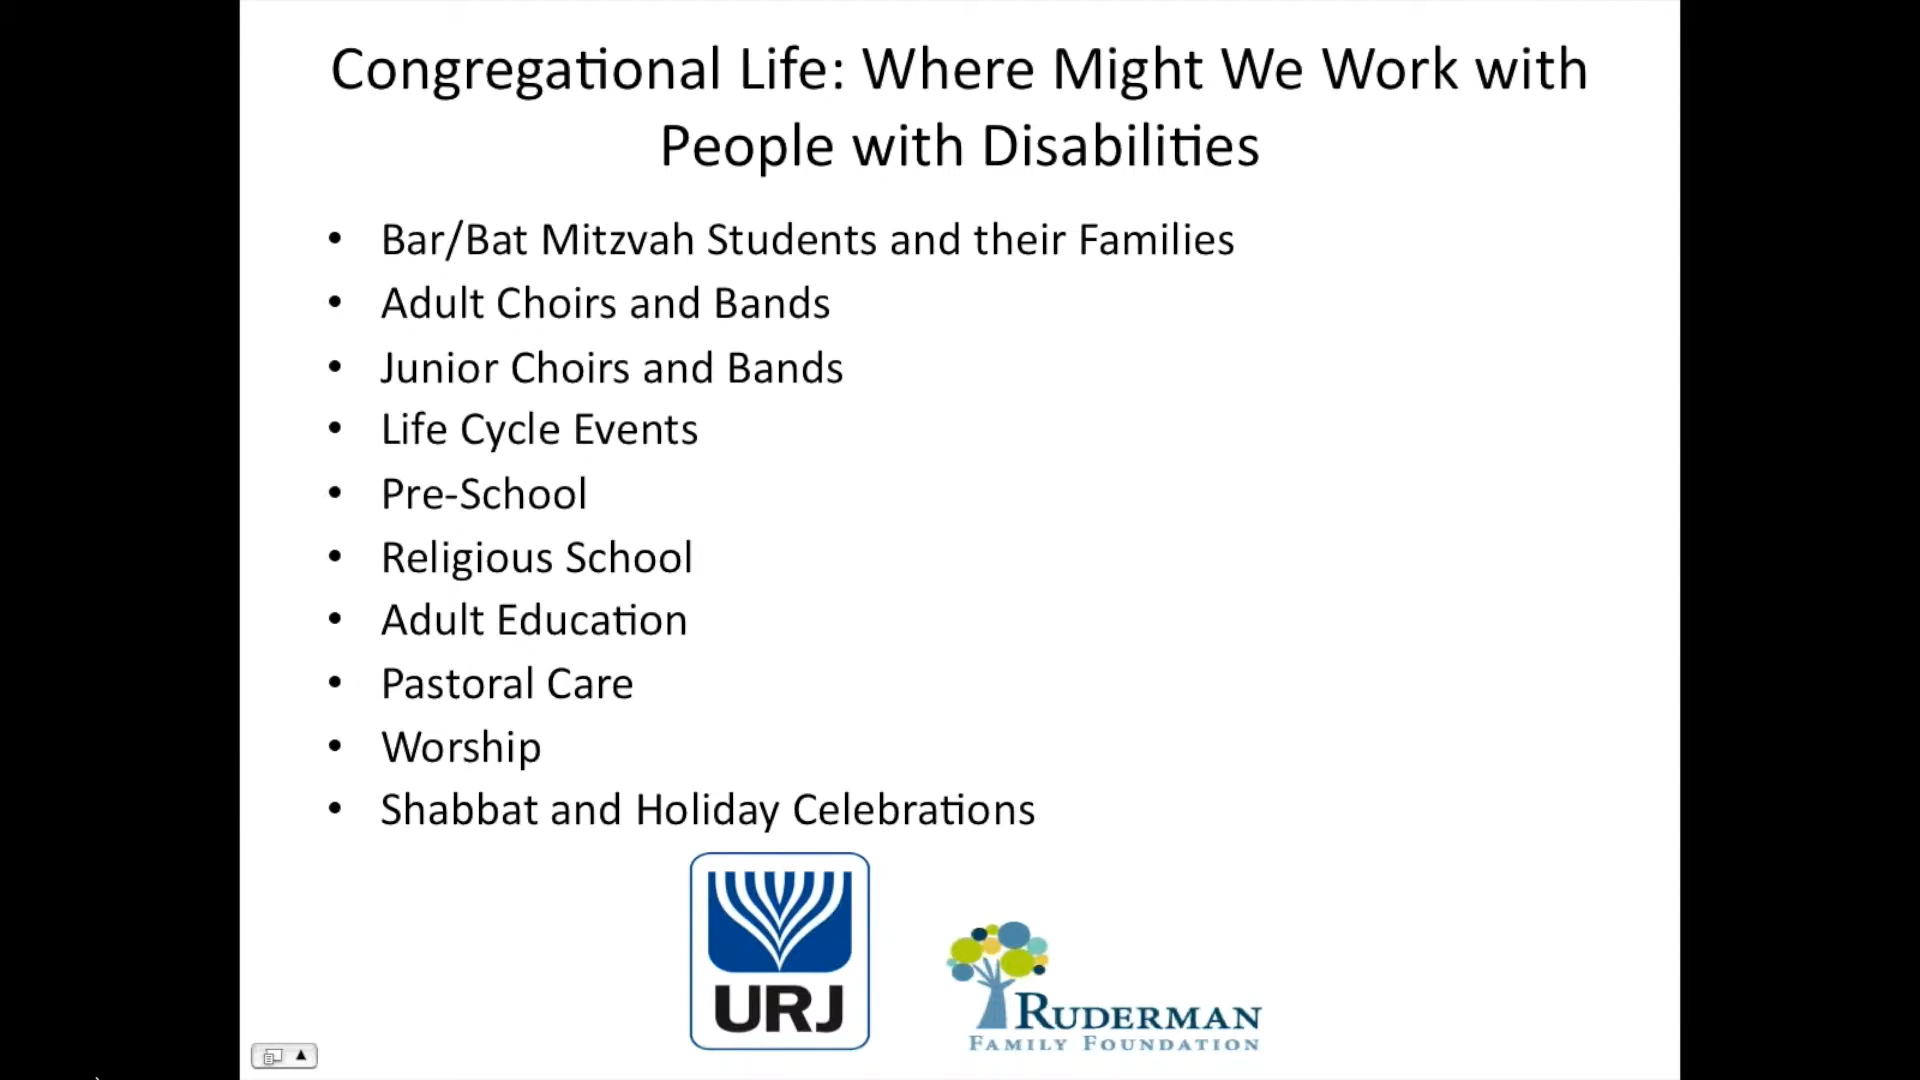 Congregational Life: Where Might We Work with
People with Disabilities
• Bar/Bat Mitzvah Students and their Families
• Adult Choirs and Bands
• Junior Choirs and Bands
• Life Cycle Events
• Pre-School
• Religious School
• Adult Education
• Pastoral Care
• Worship
• Shabbat and Holiday Celebrations
URJ
RUDERMAN
FAMILY FOUNDATION